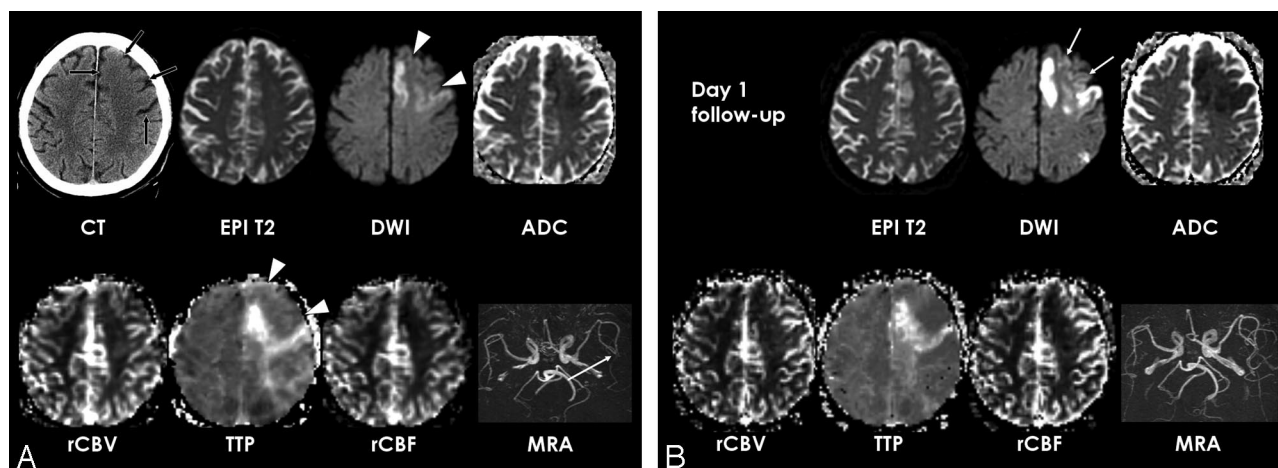 CT EPI T2 DWI ADC
rCBV TTP rCBF MRA
A
Day 1
follow-up
EPI T2 DWI ADC
rCBV TTP rCBF MRA
B